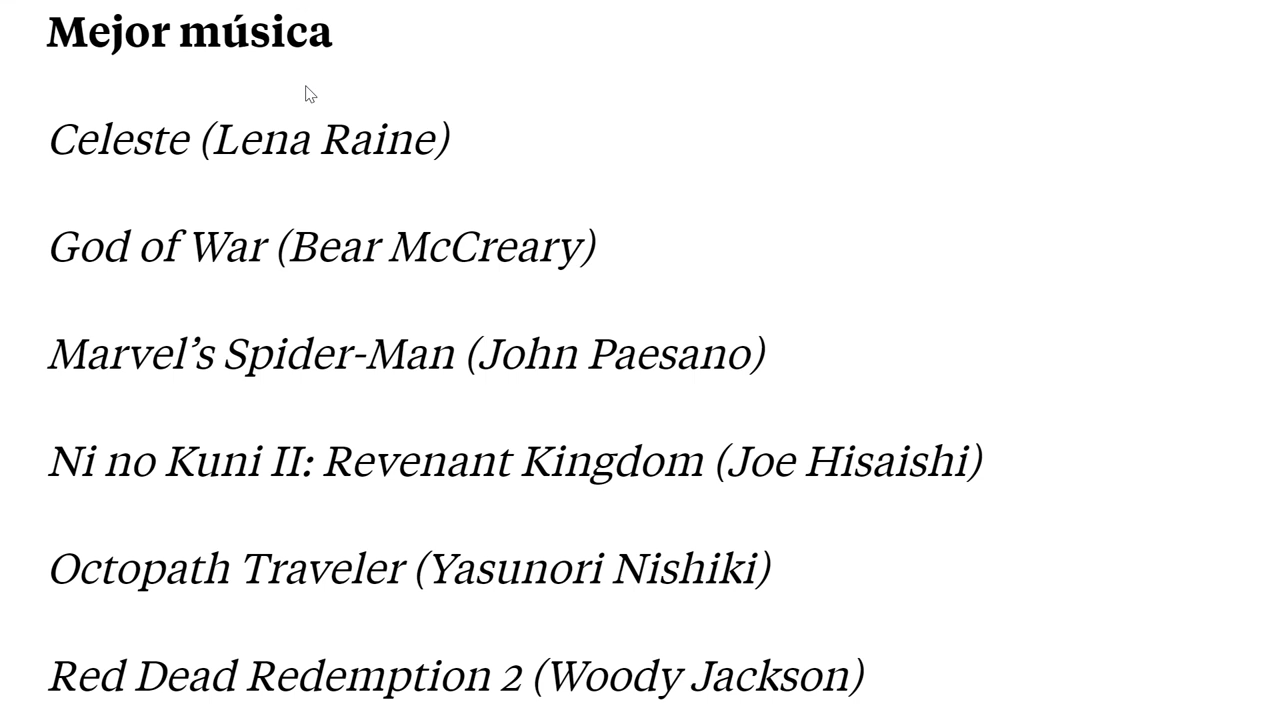 Mejor música
Celeste (Lena Raine)
God of War (Bear McCreary)
Marvel’s Spider-Man (John Paesano)
Ni no Kuni II: Revenant Kingdom (Joe Hisaishi)
Octopath Traveler (Yasunori Nishiki)
Red Dead Redemption 2 (Woody Jackson)